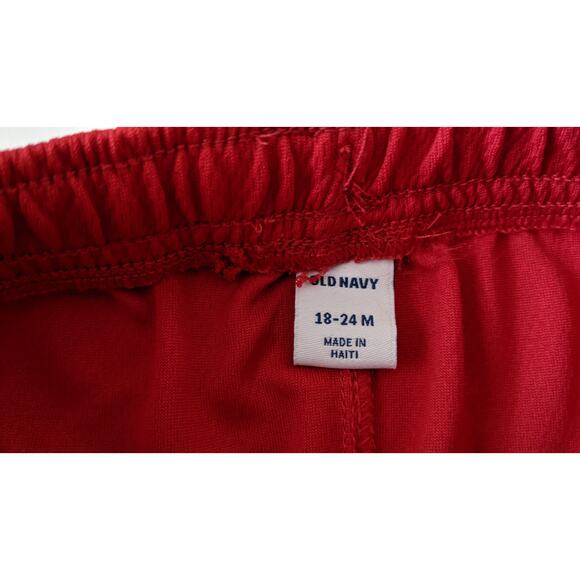 OLD NAVY
18-24 M
MADE IN
HAITI